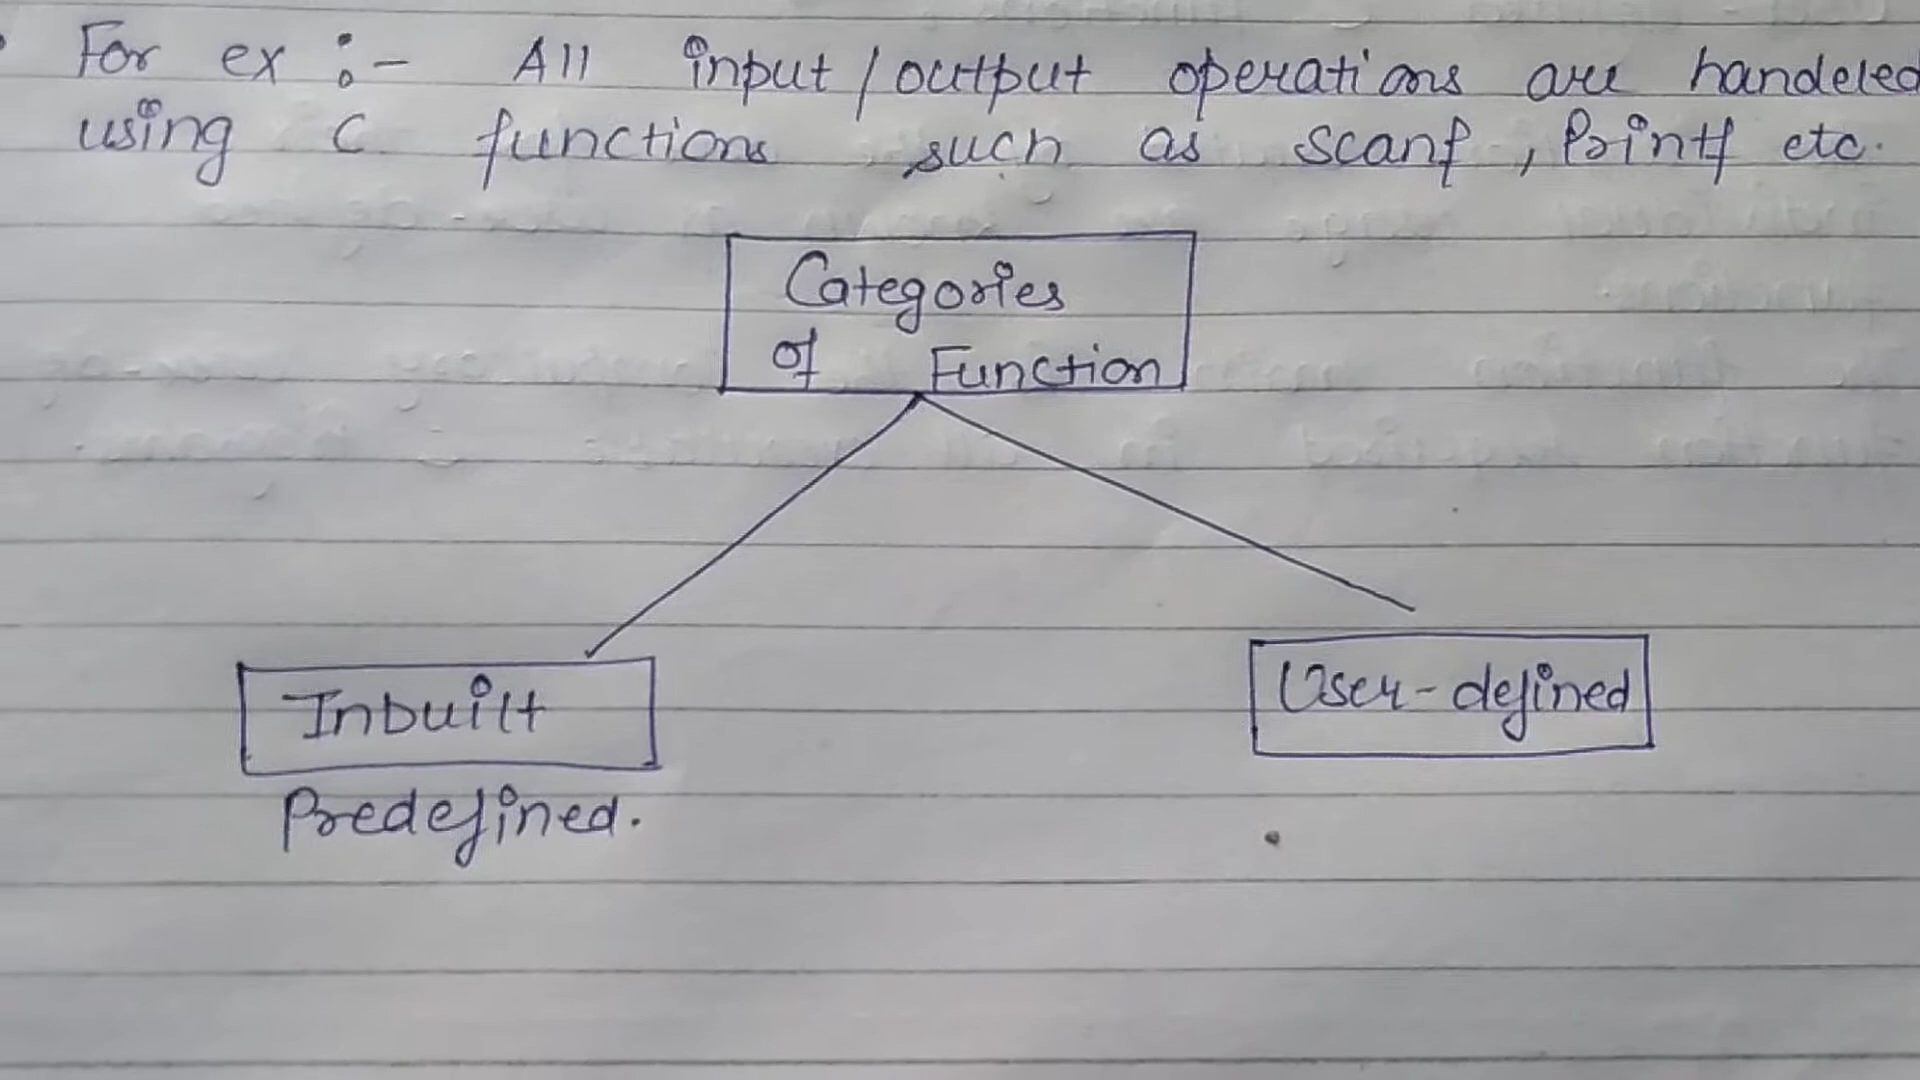 For ex :- All input / output operations are handeled
using C functions such as scanf, Printf etc.
Categories
of Function
Inbuilt
User-defined
Predefined.